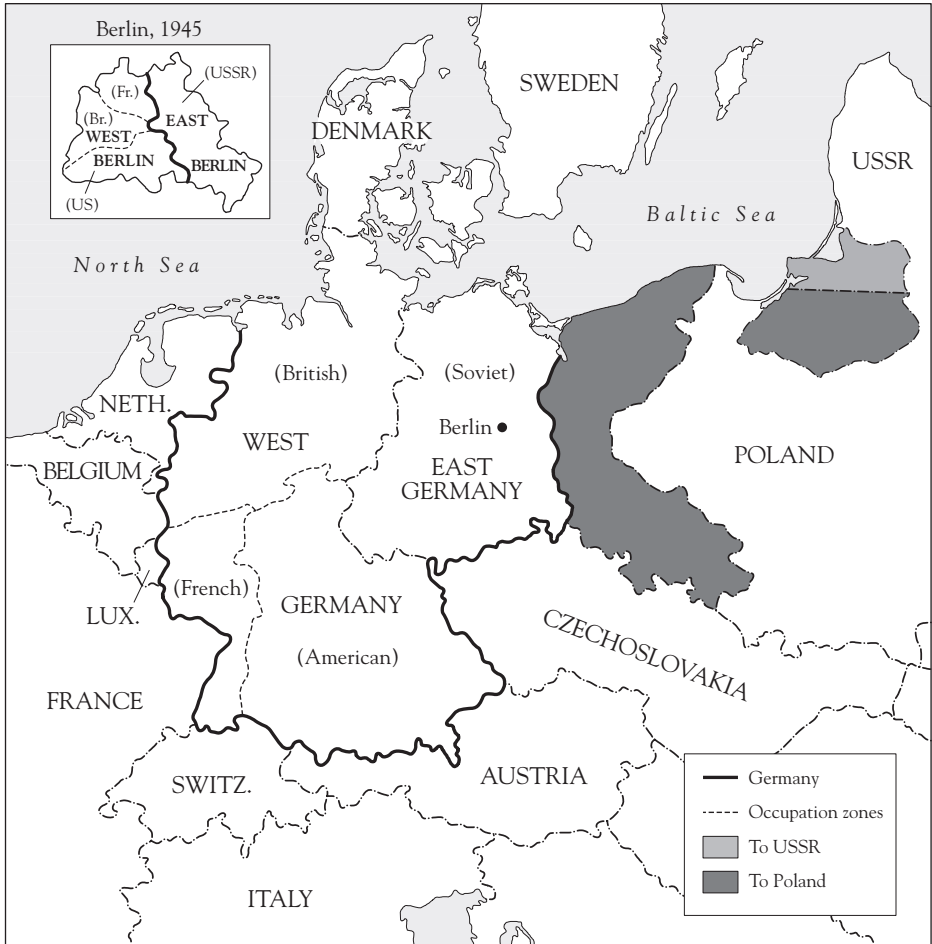 Berlin, 1945
(USSR)
(Fr.)
(Br.)
EAST
WEST
BERLIN
BERLIN
(US)
SWEDEN
DENMARK
USSR
Baltic Sea
North Sea
(British)
(Soviet)
NETH.
Berlin
WEST
POLAND
BELGIUM
EAST
GERMANY
(French)
GERMANY
LUX.
CZECHOSLOVAKIA
(American)
FRANCE
AUSTRIA
SWITZ.
ITALY
Germany
Occupation zones
To USSR
To Poland